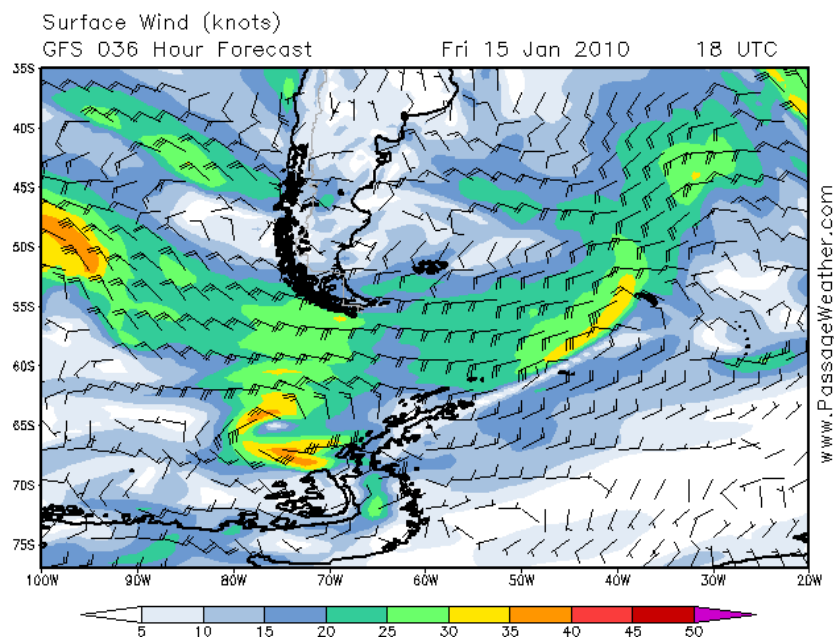 Surface Wind (knots)
GFS 036 Hour Forecast Fri 15 Jan 2010 18 UTC
35S
40S
45S
50S
55S
60S
65S
70S
75S
100W 90W 80W 70W 60W 50W 40W 30W 20W
5 10 15 20 25 30 35 40 45 50
www.PassageWeather.com